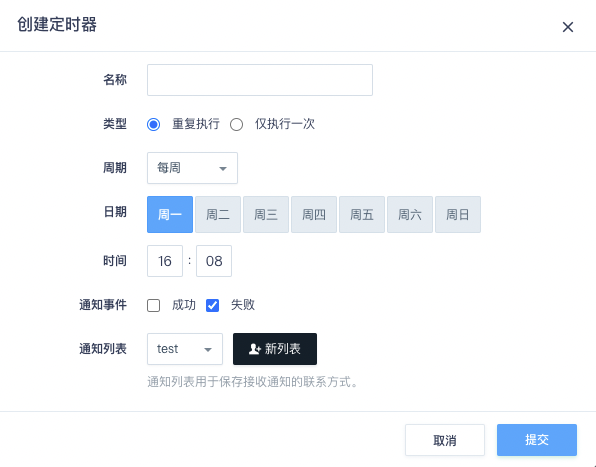 创建定时器
名称
类型 重复执行 仅执行一次
周期 每周
日期 周一 周二 周三 周四 周五 周六 周日
时间 16 : 08
通知事件 成功 失败
通知列表 test 新列表
通知列表用于保存接收通知的联系方式。
取消 提交